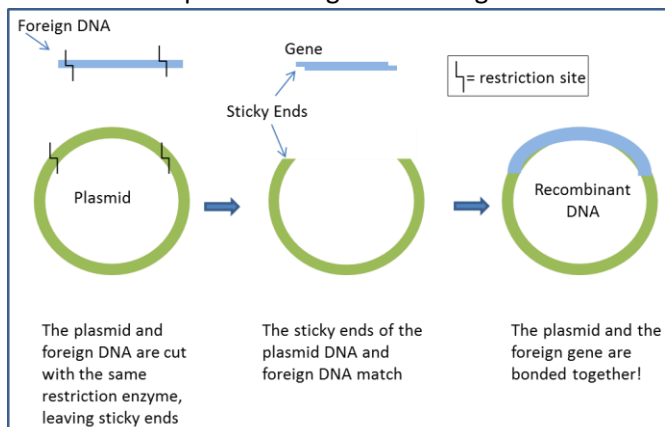 Foreign DNA
Gene
= restriction site
Sticky Ends
Plasmid
Recombinant
DNA
The plasmid and
foreign DNA are cut
with the same
restriction enzyme,
leaving sticky ends
The sticky ends of the
plasmid DNA and
foreign DNA match
The plasmid and the
foreign gene are
bonded together!